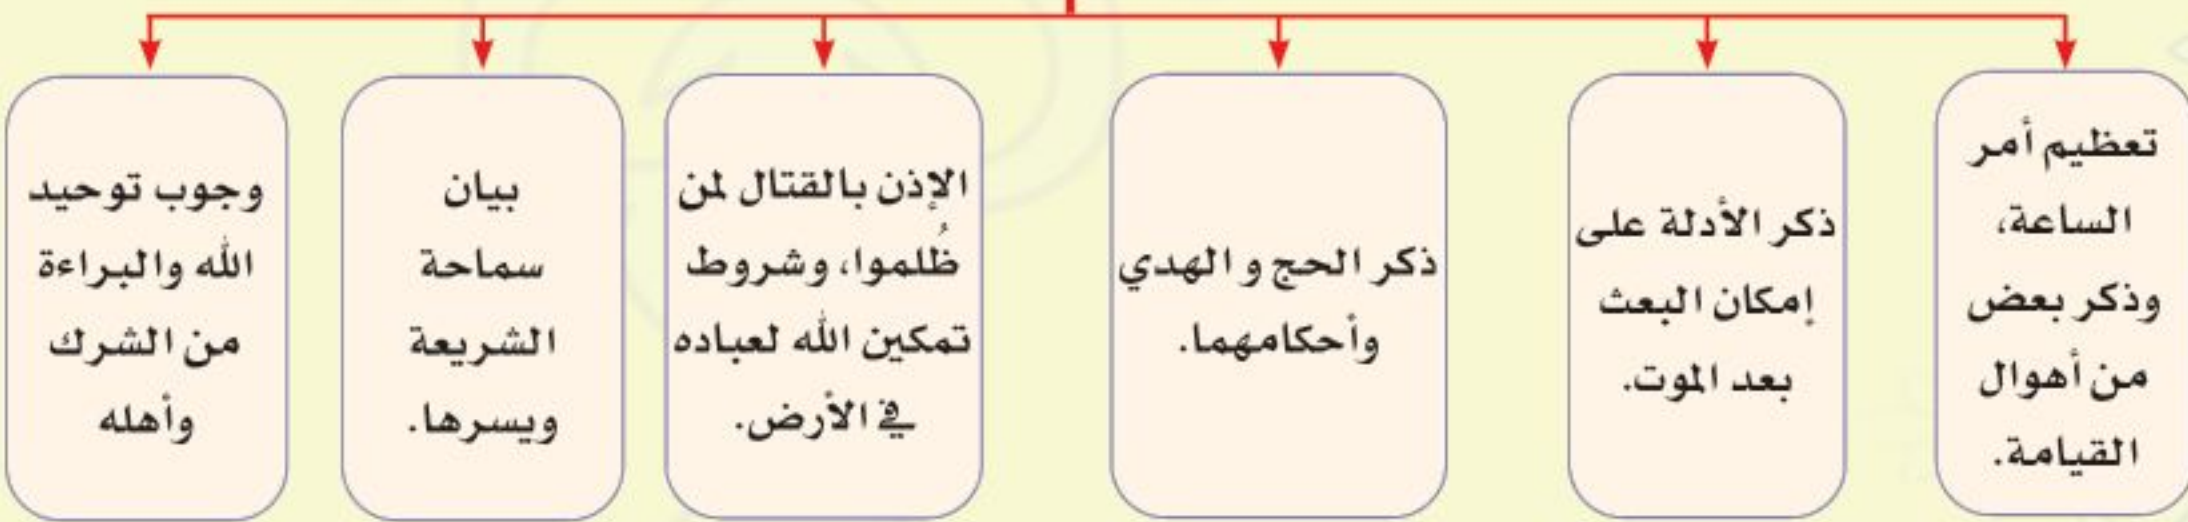 تعظيم أمر
الساعة،
وذكر بعض
من أهوال
القيامة.
ذكر الأدلة على
إمكان البعث
بعد الموت.
ذكر الحج و الهدي
وأحكامهما.
الإذن بالقتال لمن
ظُلموا، وشروط
تمكين الله لعباده
في الأرض.
بيان
سماحة
الشريعة
ويسرها.
وجوب توحيد
الله والبراءة
من الشرك
وأهله